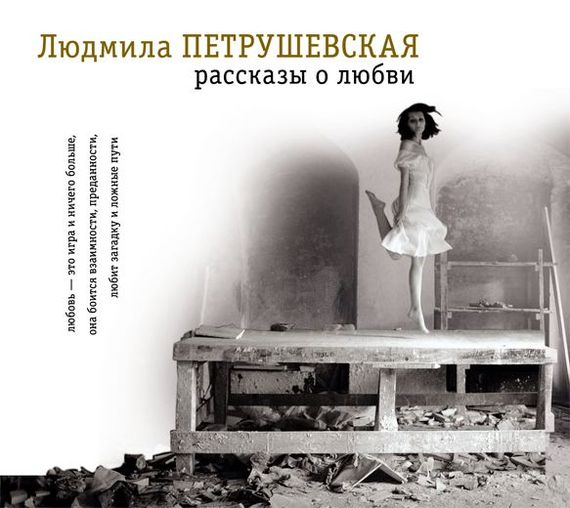 Людмила ПЕТРУШЕВСКАЯ
рассказы о любви
любовь — это игра и ничего больше,
она боится взаимности, преданности,
любит загадку и ложные пути